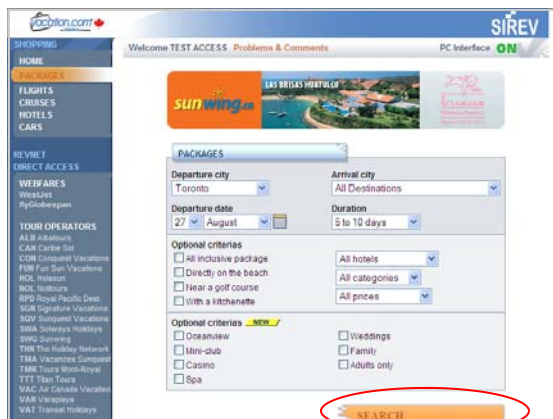 vacation.com
SIREV
SHOPPING
Welcome TEST ACCESS Problems & Comments
PC Interface ON
HOME
PACKAGES
FLIGHTS
CRUISES
HOTELS
CARS
sunwing.ca
LAS BRISAS HUATULCO
REVNET
DIRECT ACCESS
WEBFARES
WestJet
flyGlobespan
TOUR OPERATORS
ALB Albatours
CAH Caribe Sol
CON Conquest Vacations
FUN Fun Sun Vacations
HOL Holasun
NOL Nolitours
RPD Royal Pacific Dest.
SGN Signature Vacations
SQV Sunquest Vacations
SWA Solways Holidays
SWG Sunwing
THN The Holiday Network
TMA Vacances Sunquest
TMR Tours Mont-Royal
TTT Titan Tours
VAC Air Canada Vacation
VAR Varaplaya
VAT Transat Holidays
PACKAGES
Departure city
Arrival city
Toronto
All Destinations
Departure date
Duration
27 August
5 to 10 days
Optional criterias
All inclusive package
All hotels
Directly on the beach
All categories
Near a golf course
All prices
With a kitchenette
Optional criterias NEW
Oceanview
Weddings
Mini-club
Family
Casino
Adults only
Spa
SEARCH